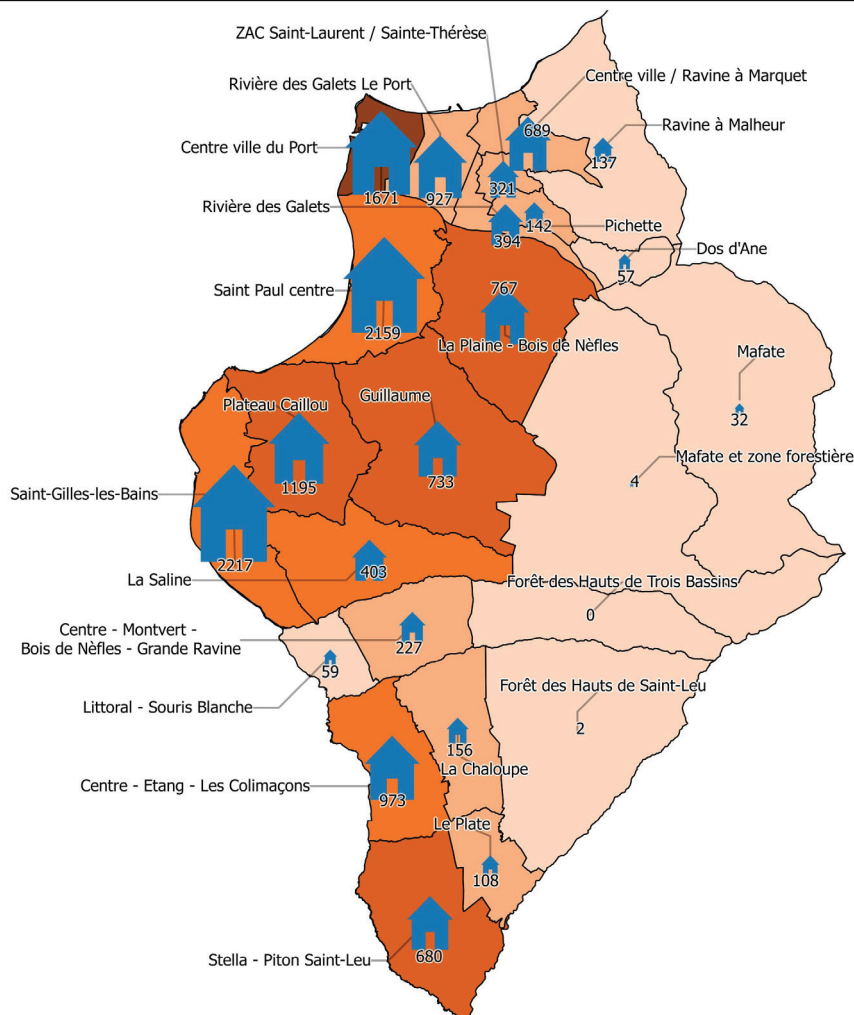 ZAC Saint-Laurent / Sainte-Thérèse
Rivière des Galets Le Port
Centre ville / Ravine à Marquet
689
Ravine à Malheur
137
Centre ville du Port
1671
927
321
Rivière des Galets
394
142
Pichette
Dos d'Ane
57
Saint Paul centre
2159
767
La Plaine - Bois de Nèfles
Mafate
32
Plateau Caillou
1195
Guillaume
733
Mafate et zone forestière
4
Saint-Gilles-les-Bains
2217
La Saline
403
Forêt des Hauts de Trois Bassins
0
Centre - Montvert -
Bois de Nèfles - Grande Ravine
227
59
Littoral - Souris Blanche
Forêt des Hauts de Saint-Leu
2
156
La Chaloupe
Centre - Etang - Les Colimaçons
973
Le Plate
108
Stella - Piton Saint-Leu
680